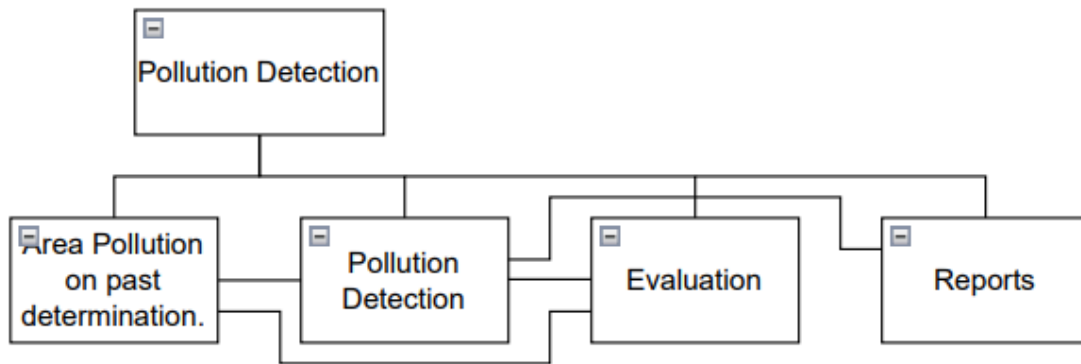 Pollution Detection
Area Pollution
on past
determination.
Pollution
Detection
Evaluation
Reports